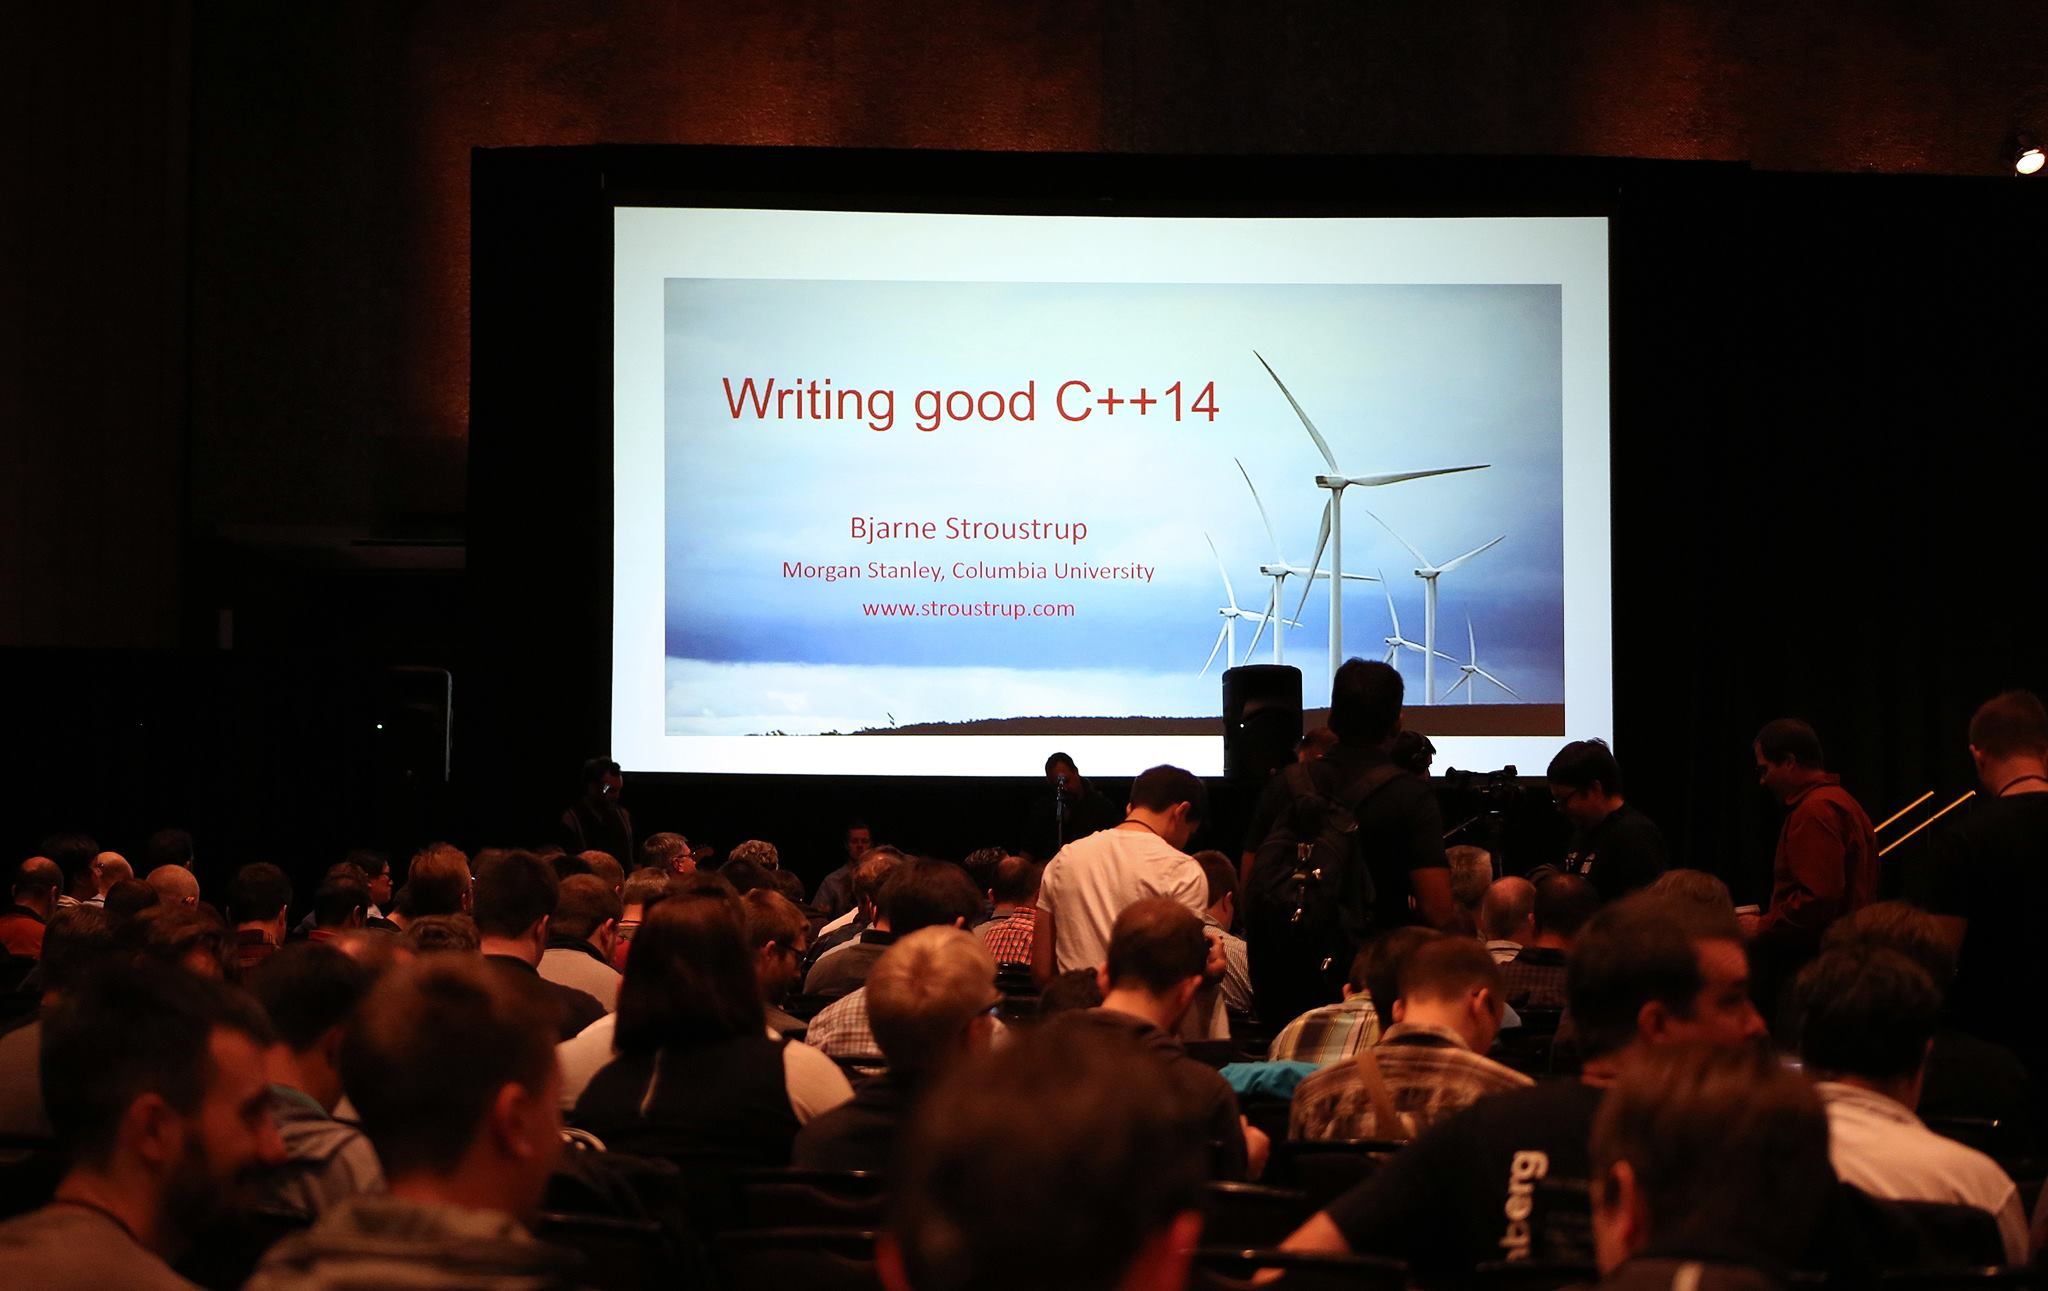 Writing good C++14
Bjarne Stroustrup
Morgan Stanley, Columbia University
www.stroustrup.com